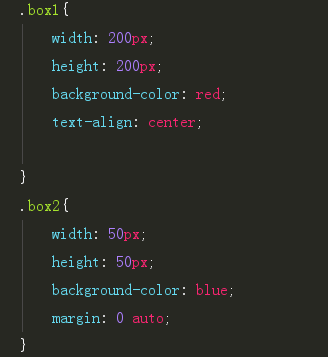 .box1{
width: 200px;
height: 200px;
background-color: red;
text-align: center;
}
.box2{
width: 50px;
height: 50px;
background-color: blue;
margin: 0 auto;
}